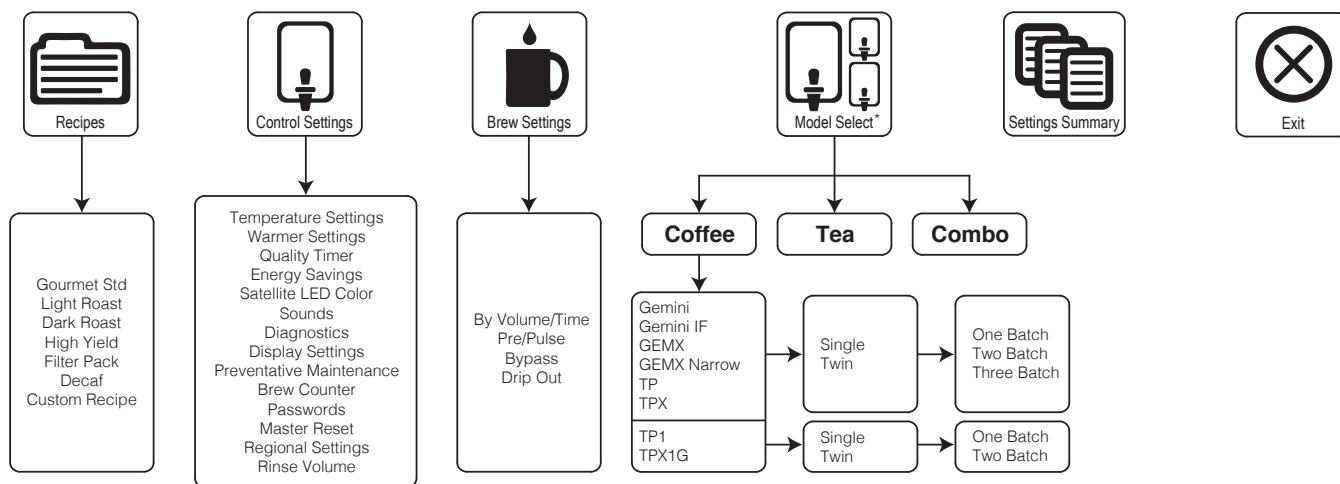 Recipes
Control Settings
Brew Settings
Model Select*
Settings Summary
Exit
Gourmet Std
Light Roast
Dark Roast
High Yield
Filter Pack
Decaf
Custom Recipe
Temperature Settings
Warmer Settings
Quality Timer
Energy Savings
Satellite LED Color
Sounds
Diagnostics
Display Settings
Preventative Maintenance
Brew Counter
Passwords
Master Reset
Regional Settings
Rinse Volume
By Volume/Time
Pre/Pulse
Bypass
Drip Out
Coffee
Tea
Combo
Gemini
Gemini IF
GEMX
GEMX Narrow
TP
TPX
Single
Twin
One Batch
Two Batch
Three Batch
TP1
TPX1G
Single
Twin
One Batch
Two Batch